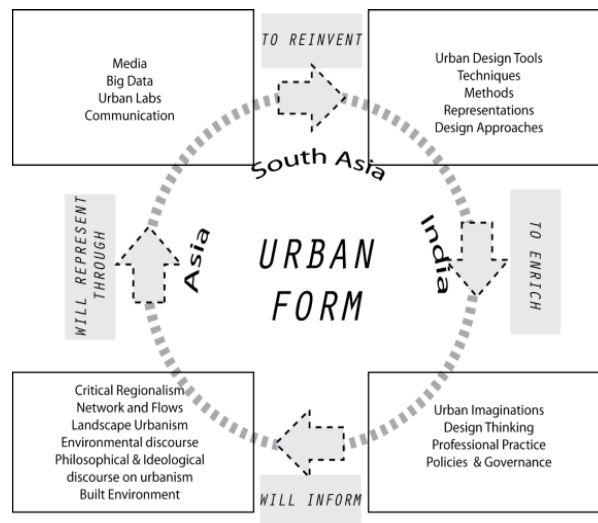 TO REINVENT
Media
Big Data
Urban Labs
Communication
Urban Design Tools
Techniques
Methods
Representations
Design Approaches
South Asia
WILL REPRESENT
THROUGH
Asia
URBAN
FORM
India
TO ENRICH
Critical Regionalism
Network and Flows
Landscape Urbanism
Environmental discourse
Philosophical & Ideological
discourse on urbanism
Built Environment
Urban Imaginations
Design Thinking
Professional Practice
Policies & Governance
WILL INFORM